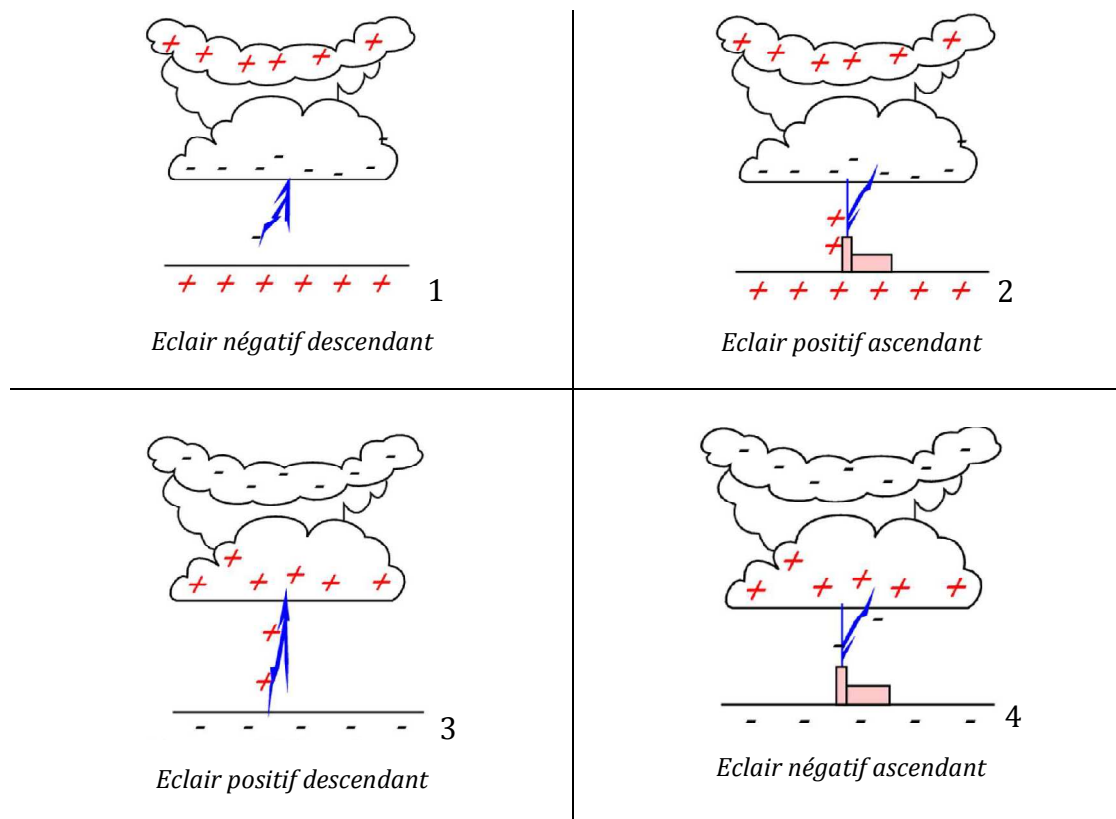 1
Eclair négatif descendant
2
Eclair positif ascendant
3
Eclair positif descendant
4
Eclair négatif ascendant